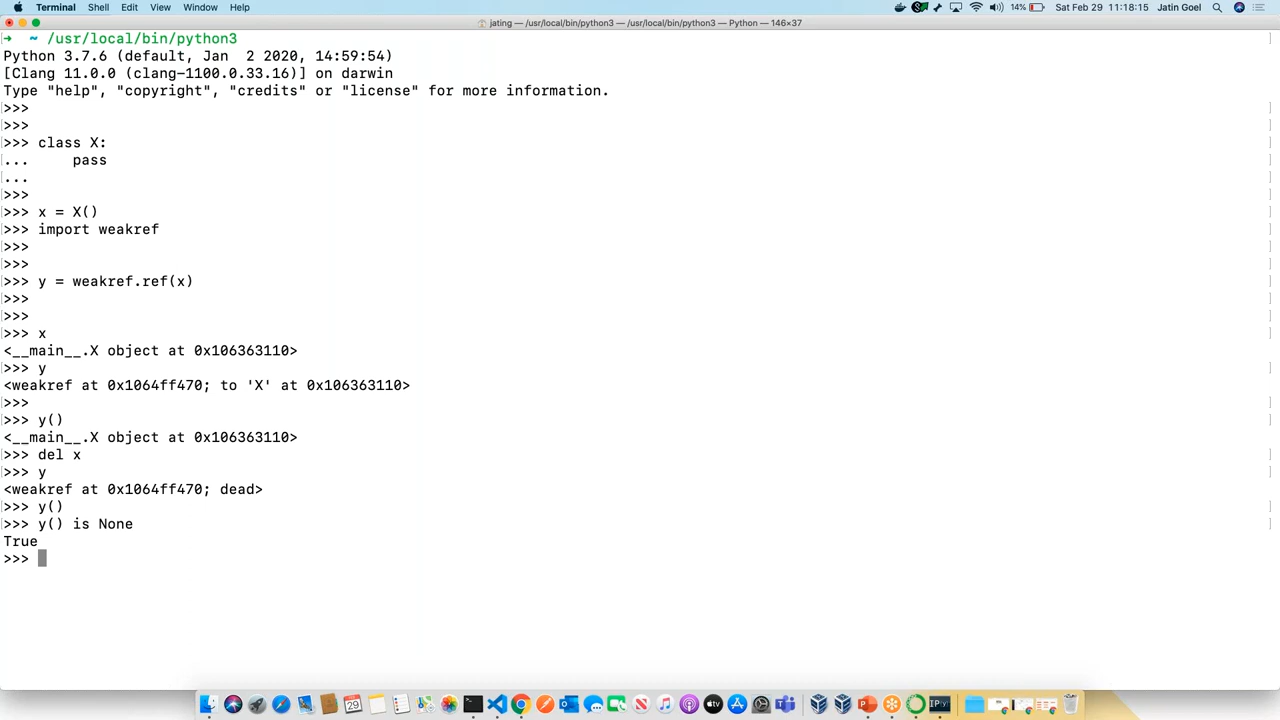 Terminal Shell Edit View Window Help 14% Sat Feb 29 11:18:15 Jatin Goel
jating — /usr/local/bin/python3 — /usr/local/bin/python3 — Python — 146×37
➜  ~ /usr/local/bin/python3
Python 3.7.6 (default, Jan  2 2020, 14:59:54)
[Clang 11.0.0 (clang-1100.0.33.16)] on darwin
Type "help", "copyright", "credits" or "license" for more information.
>>>
>>>
>>> class X:
...     pass
...
>>>
>>> x = X()
>>> import weakref
>>>
>>>
>>> y = weakref.ref(x)
>>>
>>>
>>> x
<__main__.X object at 0x106363110>
>>> y
<weakref at 0x1064ff470; to 'X' at 0x106363110>
>>>
>>> y()
<__main__.X object at 0x106363110>
>>> del x
>>> y
<weakref at 0x1064ff470; dead>
>>> y()
>>> y() is None
True
>>>
29
tv
IP